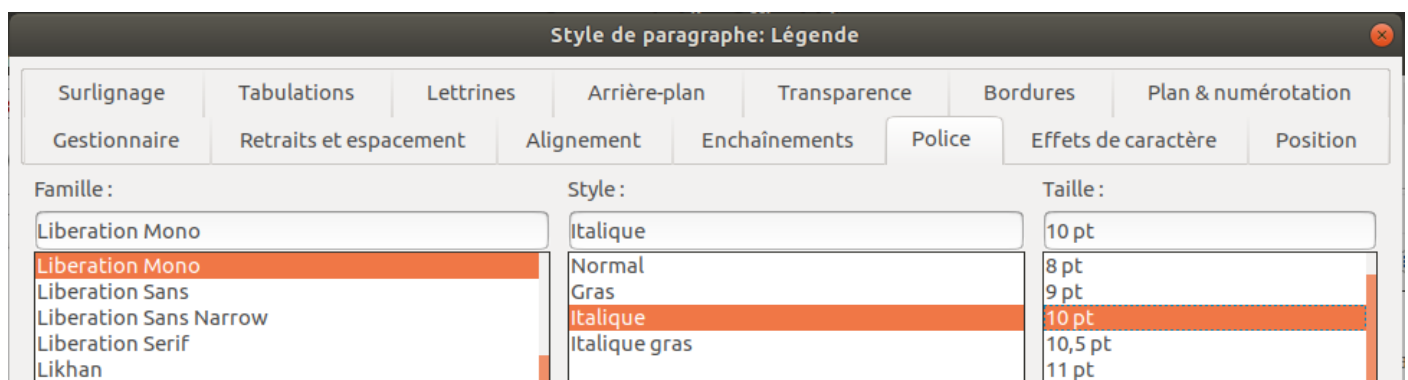 Style de paragraphe: Légende
Surlignage Tabulations Lettrines Arrière-plan Transparence Bordures Plan & numérotation
Gestionnaire Retraits et espacement Alignement Enchaînements Police Effets de caractère Position
Famille : Style : Taille :
Liberation Mono Italique 10 pt
Liberation Mono Normal 8 pt
Liberation Sans Gras 9 pt
Liberation Sans Narrow Italique 10 pt
Liberation Serif Italique gras 10,5 pt
Likhan 11 pt